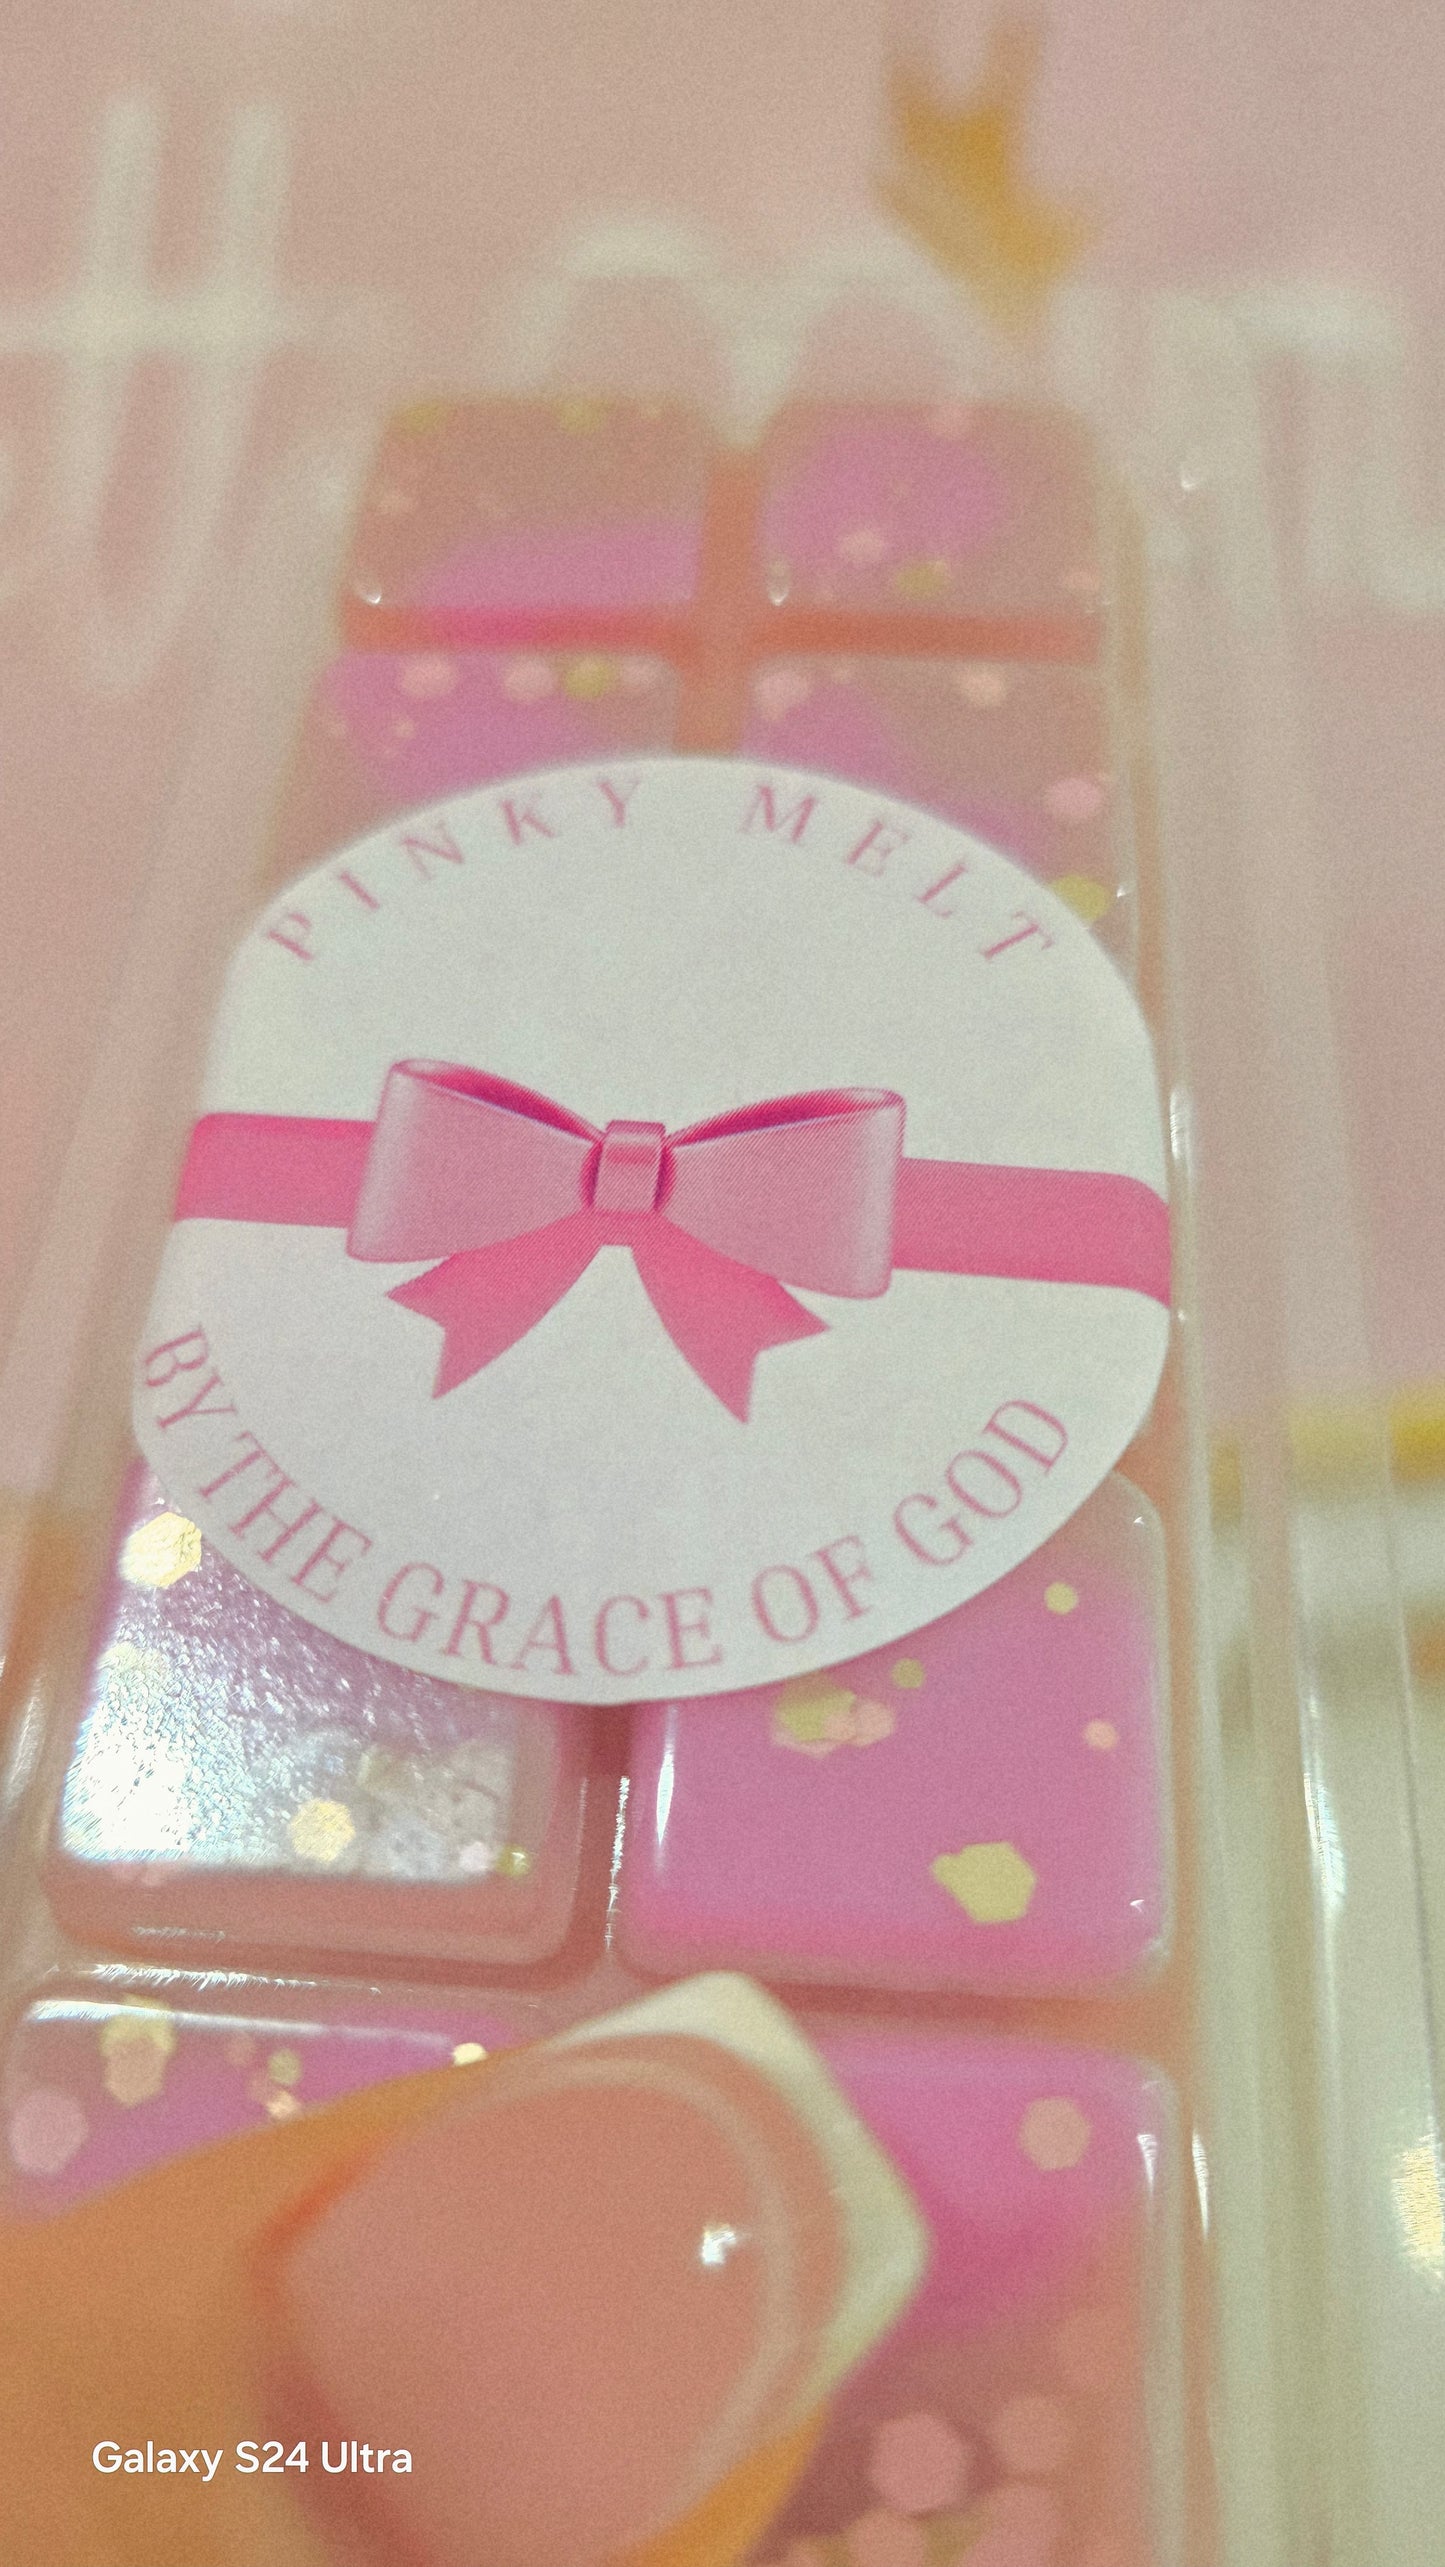 PINKY MELT
BY THE GRACE OF GOD
Galaxy S24 Ultra